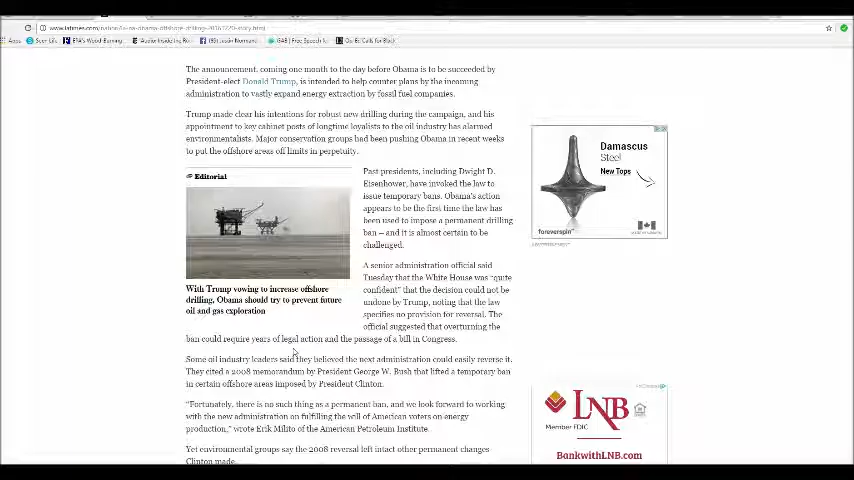 Apps
The announcement, coming one month to the day before Obama is to be succeeded by
President-elect Donald Trump, is intended to help counter plans by the incoming
administration to vastly expand energy extraction by fossil fuel companies.
Trump made clear his intentions for robust new drilling during the campaign, and his
appointment to key cabinet posts of longtime loyalists to the oil industry has alarmed
environmentalists. Major conservation groups had been pushing Obama in recent weeks
to put the offshore areas off limits in perpetuity.
Editorial
With Trump vowing to increase offshore
drilling, Obama should try to prevent future
oil and gas exploration
Past presidents, including Dwight D.
Eisenhower, have invoked the law to
issue temporary bans. Obama's action
appears to be the first time the law has
been used to impose a permanent drilling
ban – and it is almost certain to be
challenged.
A senior administration official said
Tuesday that the White House was "quite
confident" that the decision could not be
undone by Trump, noting that the law
specifies no provision for reversal. The
official suggested that overturning the
ban could require years of legal action and the passage of a bill in Congress.
Some oil industry leaders said they believed the next administration could easily reverse it.
They cited a 2008 memorandum by President George W. Bush that lifted a temporary ban
in certain offshore areas imposed by President Clinton.
"Fortunately, there is no such thing as a permanent ban, and we look forward to working
with the new administration on fulfilling the will of American voters on energy
production," wrote Erik Milito of the American Petroleum Institute.
Yet environmental groups say the 2008 reversal left intact other permanent changes
Clinton made.
Damascus
Steel
New Tops
foreverspin
LNB
Member FDIC
BankwithLNB.com